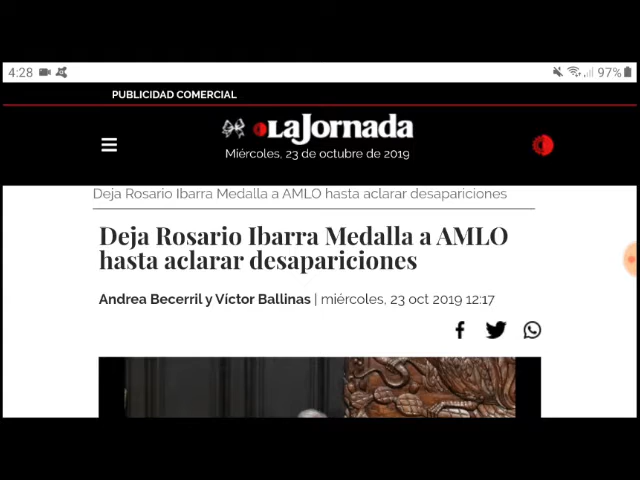 4:28 97%
PUBLICIDAD COMERCIAL
LaJornada
Miércoles, 23 de octubre de 2019
Deja Rosario Ibarra Medalla a AMLO hasta aclarar desapariciones
Deja Rosario Ibarra Medalla a AMLO
hasta aclarar desapariciones
Andrea Becerril y Víctor Ballinas | miércoles, 23 oct 2019 12:17